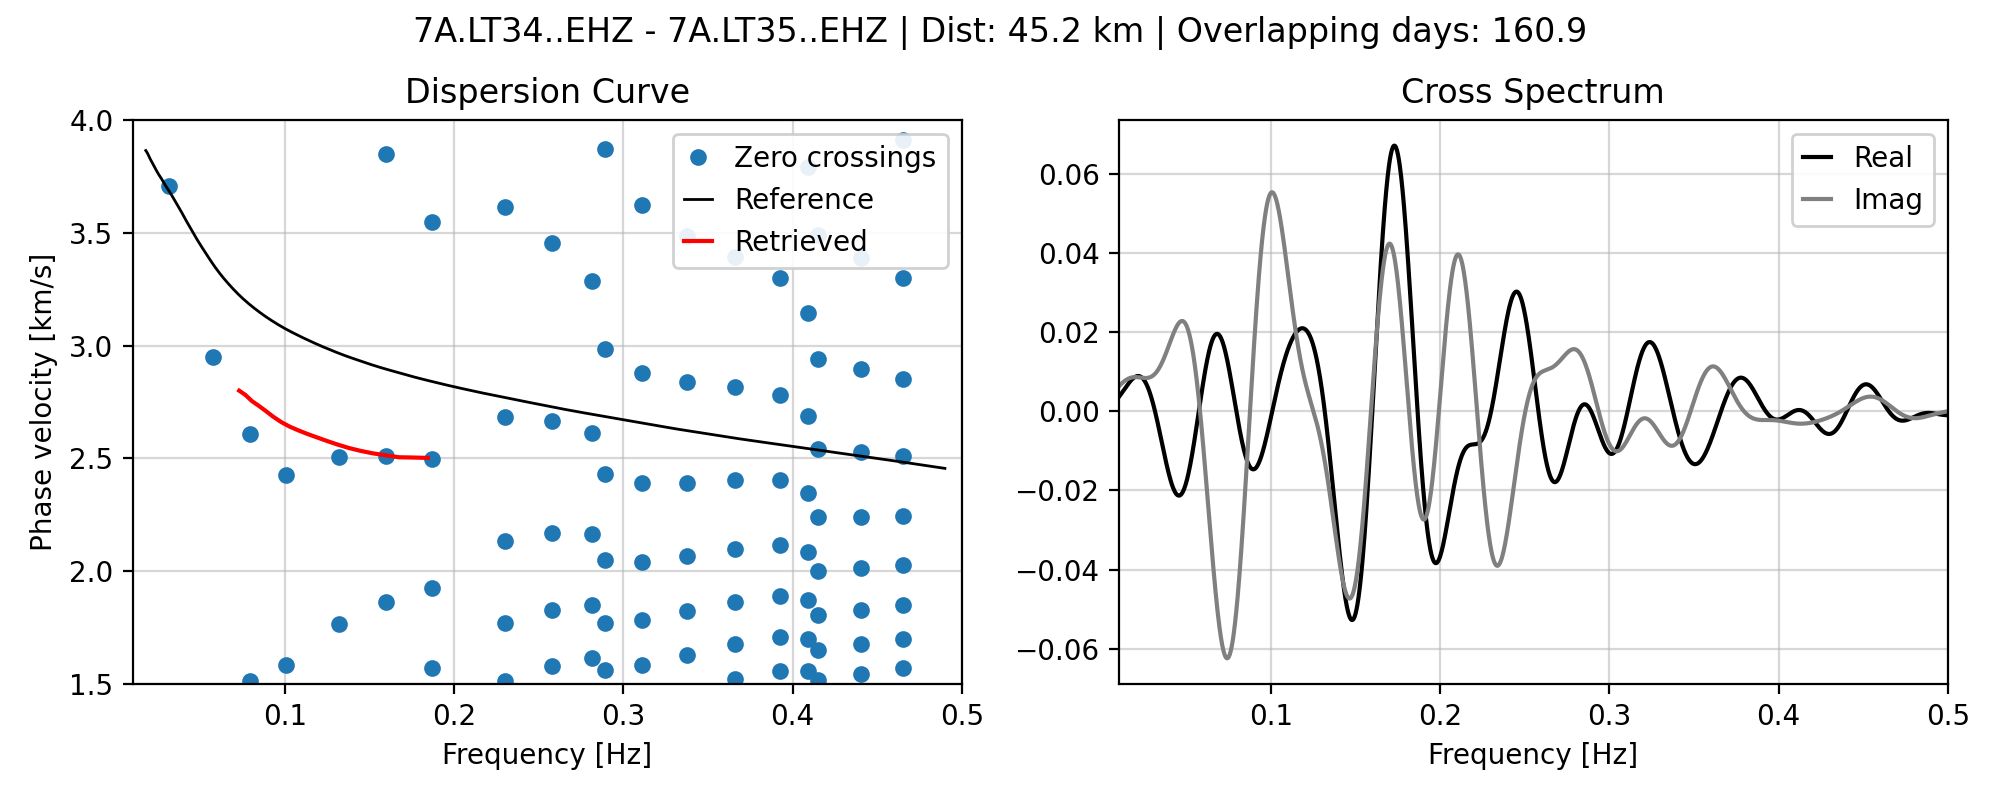 7A.LT34..EHZ - 7A.LT35..EHZ | Dist: 45.2 km | Overlapping days: 160.9
Dispersion Curve
4.0
3.5
3.0
2.5
2.0
1.5
Phase velocity [km/s]
0.1
0.2
0.3
0.4
0.5
Frequency [Hz]
Zero crossings
Reference
Retrieved
Cross Spectrum
0.06
0.04
0.02
0.00
−0.02
−0.04
−0.06
0.1
0.2
0.3
0.4
0.5
Frequency [Hz]
Real
Imag